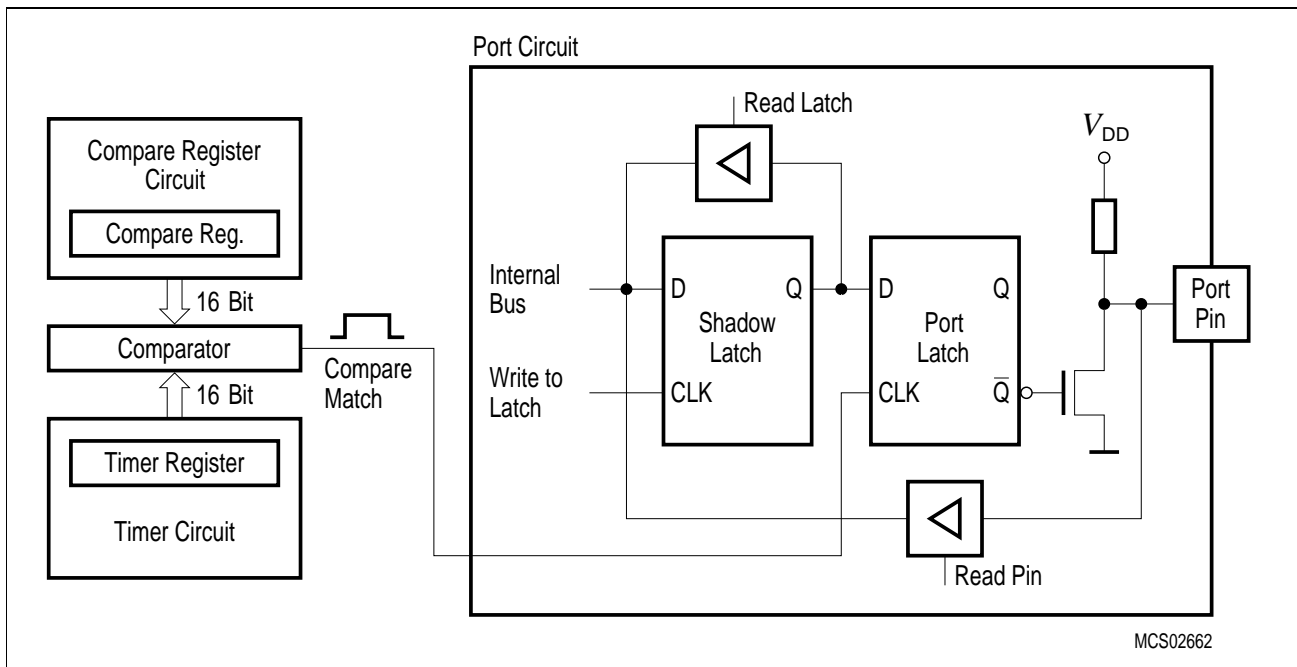 Port Circuit
Read Latch
V_DD
Compare Register
Circuit
Compare Reg.
16 Bit
Comparator
16 Bit
Timer Register
Timer Circuit
Compare
Match
Internal
Bus
Write to
Latch
D
Q
Shadow
Latch
CLK
D
Q
Port
Latch
CLK
Q̅
Port
Pin
Read Pin
MCS02662